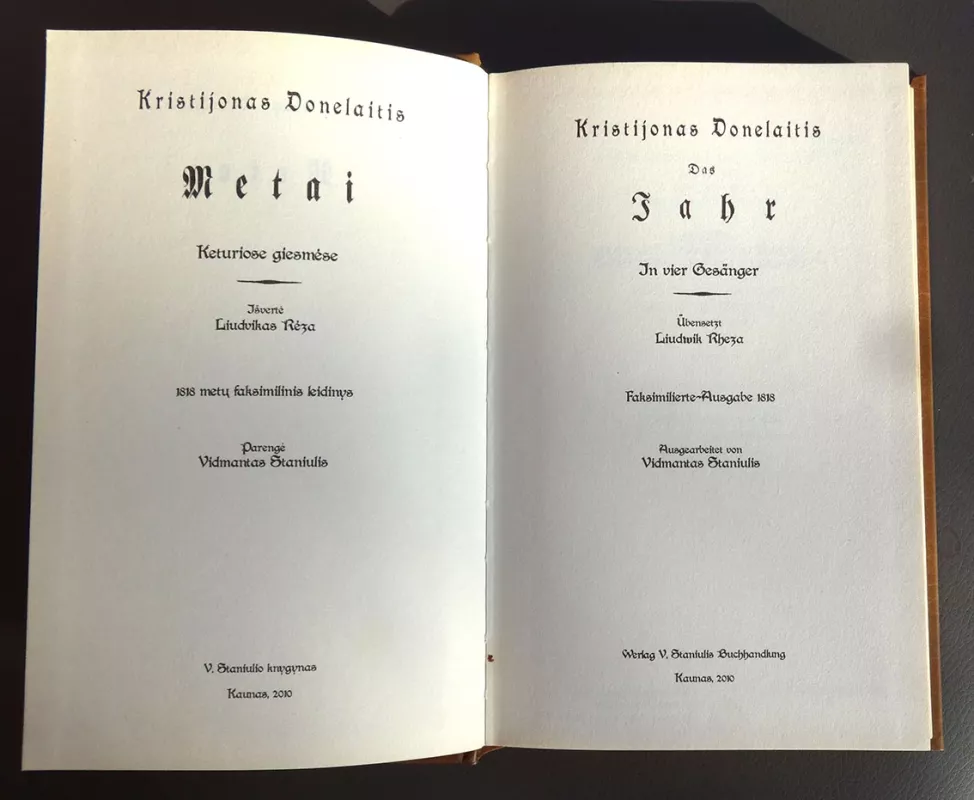 Kristijonas Donelaitis
Metai
Keturiose giesmėse
Išvertė
Liudvikas Rėza
1818 metų faksimilinis leidinys
Parengė
Vidmantas Staniulis
V. Staniulio knygynas
Kaunas, 2010
Kristijonas Donelaitis
Das
Jahr
In vier Gesänger
Übensetzt
Liudwik Rheza
Faksimilierte-Ausgabe 1818
Ausgearbeitet von
Vidmantas Staniulis
Werlag V. Staniulis Buchhandlung
Kaunas, 2010